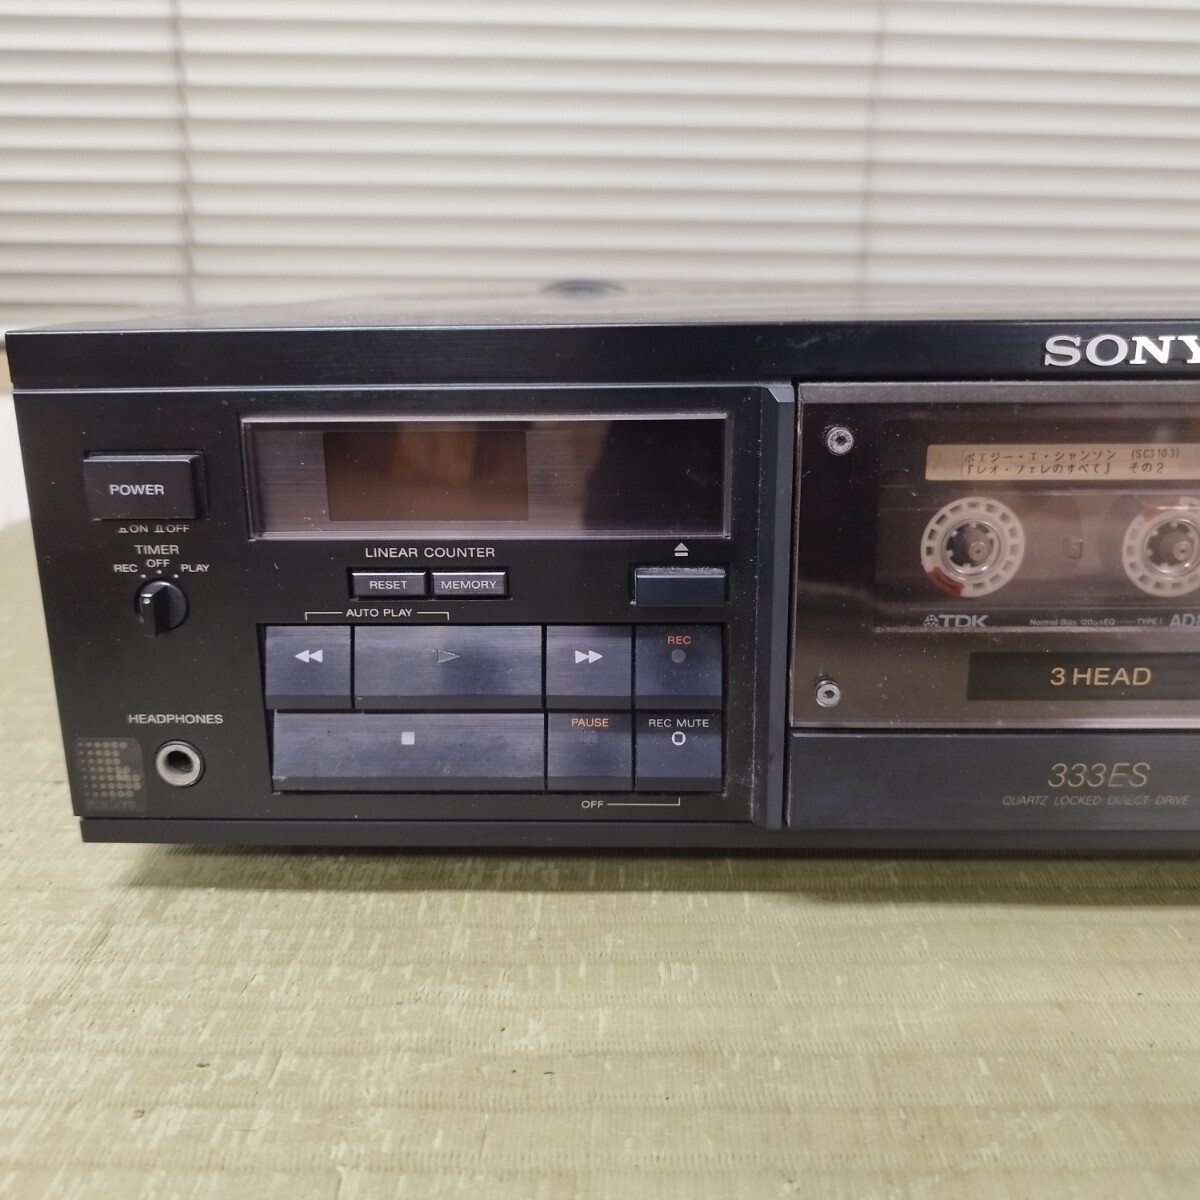 SONY
POWER
ON OFF
TIMER
REC OFF PLAY
HEADPHONES
LINEAR COUNTER
RESET MEMORY
AUTO PLAY
REC
PAUSE
REC MUTE
OFF
ポエジー・エ・シャンソン (SC3103)
『レオ・フェレのすべて』 その2
TDK Normal Bias 120μsEQ TYPE I
3 HEAD
333ES
QUARTZ LOCKED DIRECT DRIVE